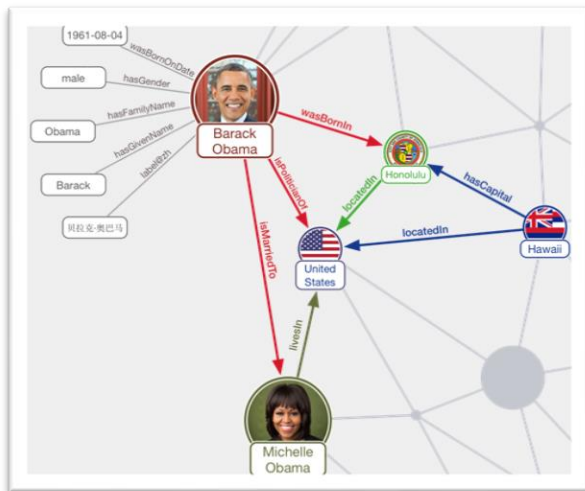 1961-08-04
wasBornOnDate
male
hasGender
hasFamilyName
Obama
hasGivenName
Barack
label@zh
贝拉克·奥巴马
Barack
Obama
wasBornIn
isPoliticianOf
isMarriedTo
Honolulu
locatedIn
hasCapital
locatedIn
Hawaii
United
States
livesIn
Michelle
Obama